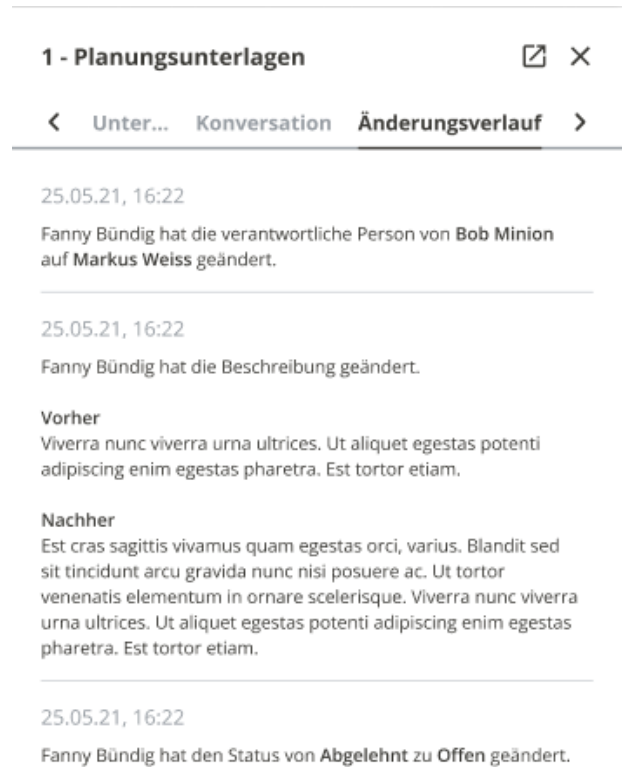 1 - Planungsunterlagen
Unter... Konversation Änderungsverlauf
25.05.21, 16:22
Fanny Bündig hat die verantwortliche Person von Bob Minion
auf Markus Weiss geändert.
25.05.21, 16:22
Fanny Bündig hat die Beschreibung geändert.
Vorher
Viverra nunc viverra urna ultrices. Ut aliquet egestas potenti
adipiscing enim egestas pharetra. Est tortor etiam.
Nachher
Est cras sagittis vivamus quam egestas orci, varius. Blandit sed
sit tincidunt arcu gravida nunc nisi posuere ac. Ut tortor
venenatis elementum in ornare scelerisque. Viverra nunc viverra
urna ultrices. Ut aliquet egestas potenti adipiscing enim egestas
pharetra. Est tortor etiam.
25.05.21, 16:22
Fanny Bündig hat den Status von Abgelehnt zu Offen geändert.